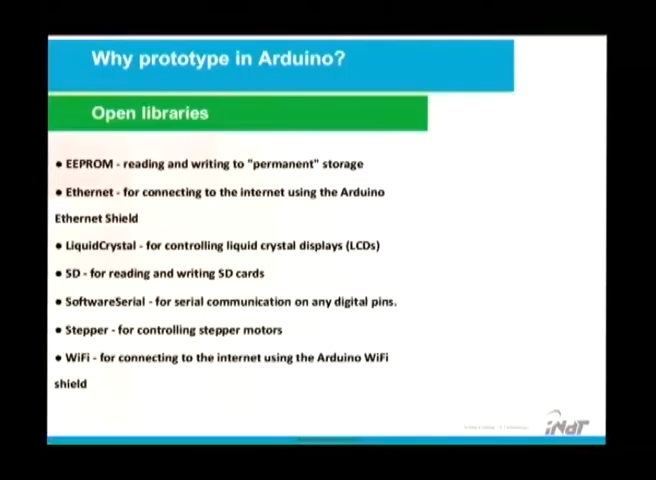 Why prototype in Arduino?
Open libraries
● EEPROM - reading and writing to "permanent" storage
● Ethernet - for connecting to the internet using the Arduino
Ethernet Shield
● LiquidCrystal - for controlling liquid crystal displays (LCDs)
● SD - for reading and writing SD cards
● SoftwareSerial - for serial communication on any digital pins.
● Stepper - for controlling stepper motors
● WiFi - for connecting to the internet using the Arduino WiFi
shield
iNdT